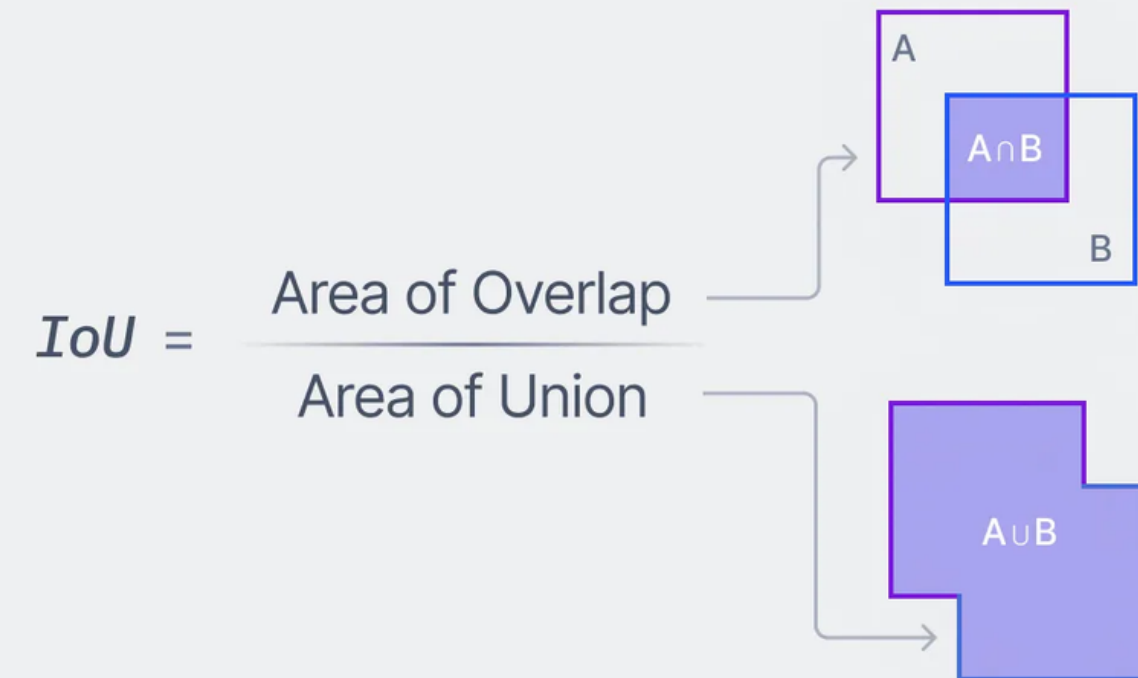 A
A∩B
B
Area of Overlap
IoU =
Area of Union
A∪B